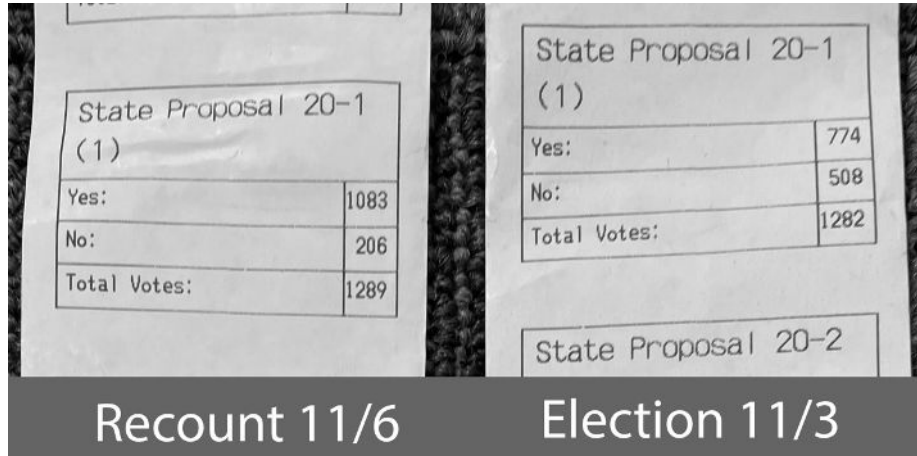 State Proposal 20-1
(1)
Yes: 1083
No: 206
Total Votes: 1289
State Proposal 20-1
(1)
Yes: 774
No: 508
Total Votes: 1282
State Proposal 20-2
Recount 11/6
Election 11/3